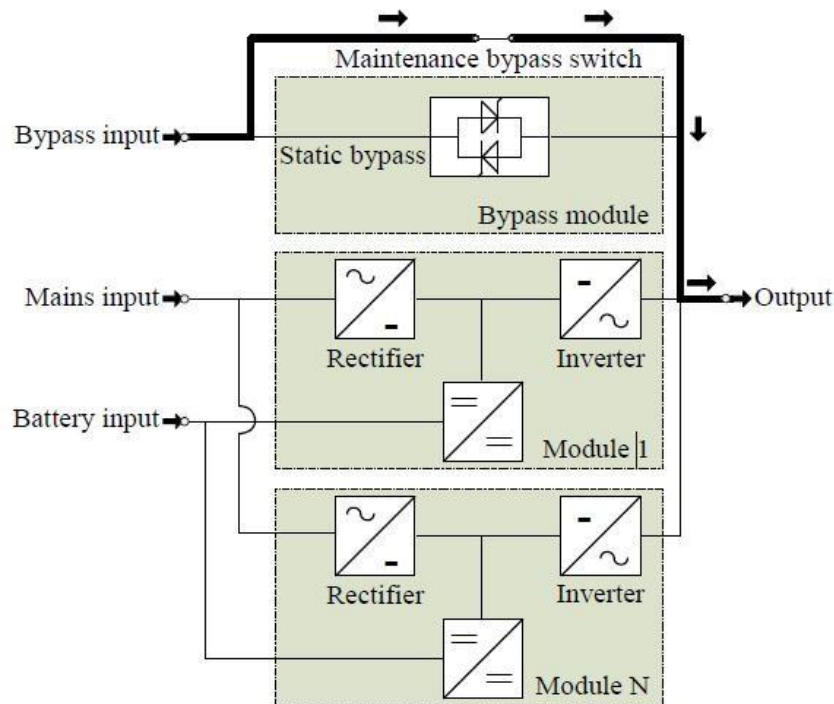 Maintenance bypass switch
Bypass input
Static bypass
Bypass module
Mains input
Output
Rectifier
Inverter
Battery input
Module 1
Rectifier
Inverter
Module N